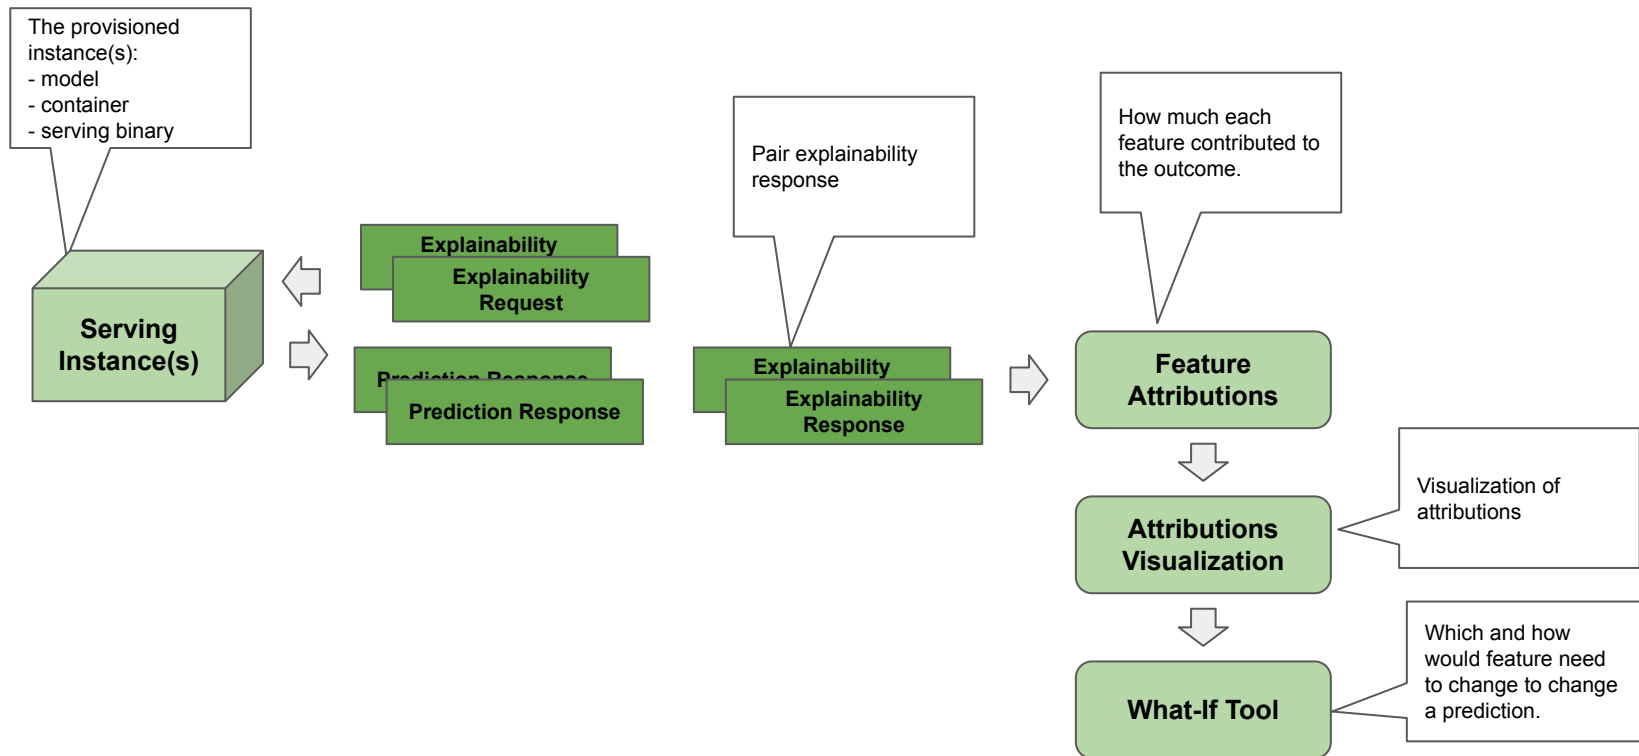 The provisioned
instance(s):
- model
- container
- serving binary
Pair explainability
response
How much each
feature contributed to
the outcome.
Explainability
Explainability
Request
Serving
Instance(s)
Prediction Response
Prediction Response
Explainability
Explainability
Response
Feature
Attributions
Visualization of
attributions
Attributions
Visualization
Which and how
would feature need
to change to change
a prediction.
What-If Tool